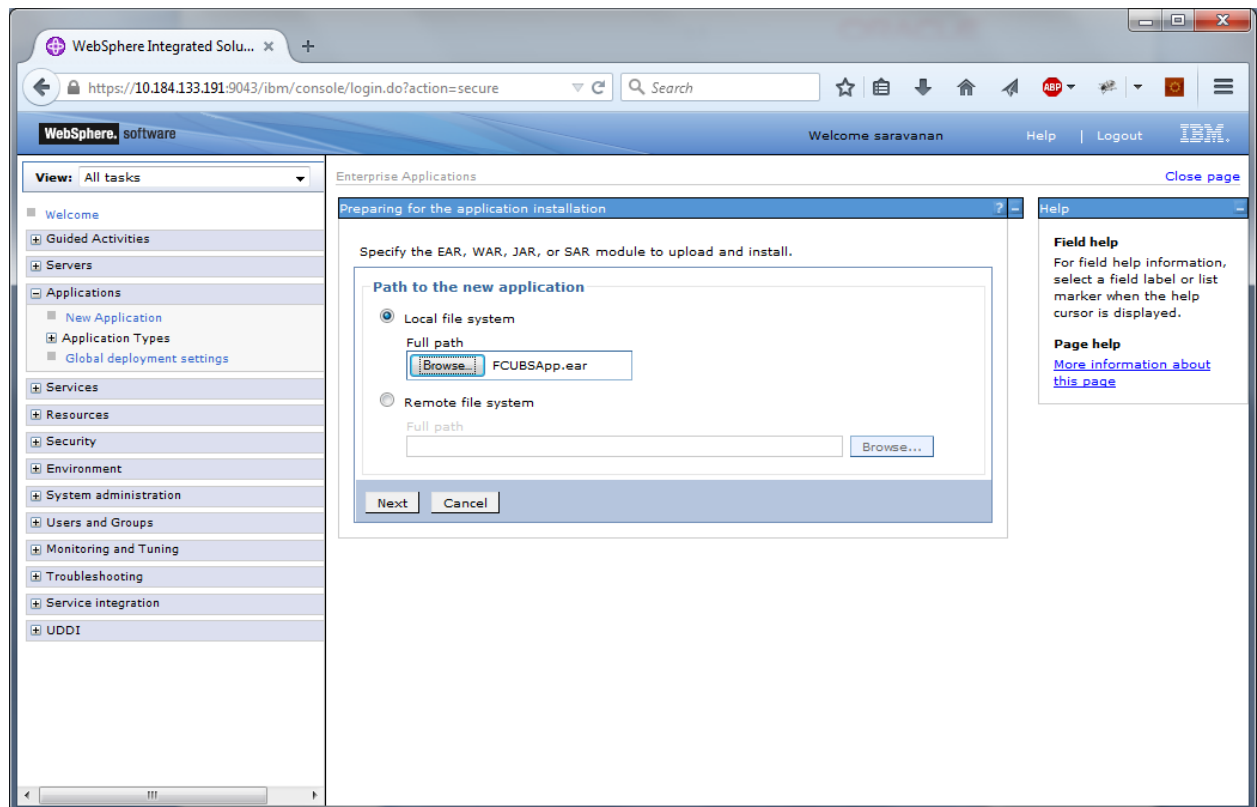 WebSphere Integrated Solu...
https://10.184.133.191:9043/ibm/console/login.do?action=secure
Search
ABP
WebSphere. software
Welcome saravanan
Help | Logout
IBM.
View: All tasks
Welcome
Guided Activities
Servers
Applications
New Application
Application Types
Global deployment settings
Services
Resources
Security
Environment
System administration
Users and Groups
Monitoring and Tuning
Troubleshooting
Service integration
UDDI
Enterprise Applications
Close page
Preparing for the application installation
?
Specify the EAR, WAR, JAR, or SAR module to upload and install.
Path to the new application
Local file system
Full path
Browse... FCUBSApp.ear
Remote file system
Full path
Browse...
Next Cancel
Help
Field help
For field help information,
select a field label or list
marker when the help
cursor is displayed.
Page help
More information about
this page